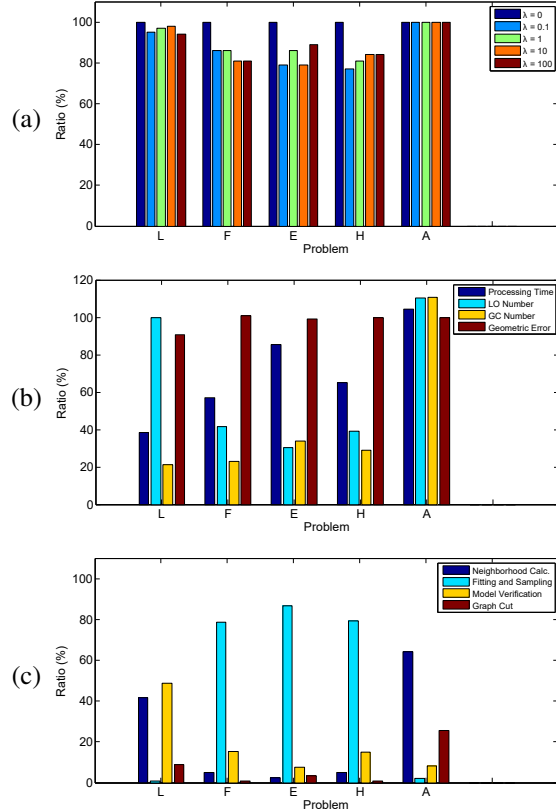 (a)
Ratio (%)
100
80
60
40
20
0
L F E H A
Problem
λ = 0
λ = 0.1
λ = 1
λ = 10
λ = 100
(b)
Ratio (%)
120
100
80
60
40
20
0
L F E H A
Problem
Processing Time
LO Number
GC Number
Geometric Error
(c)
Ratio (%)
100
80
60
40
20
0
L F E H A
Problem
Neighborhood Calc.
Fitting and Sampling
Model Verification
Graph Cut